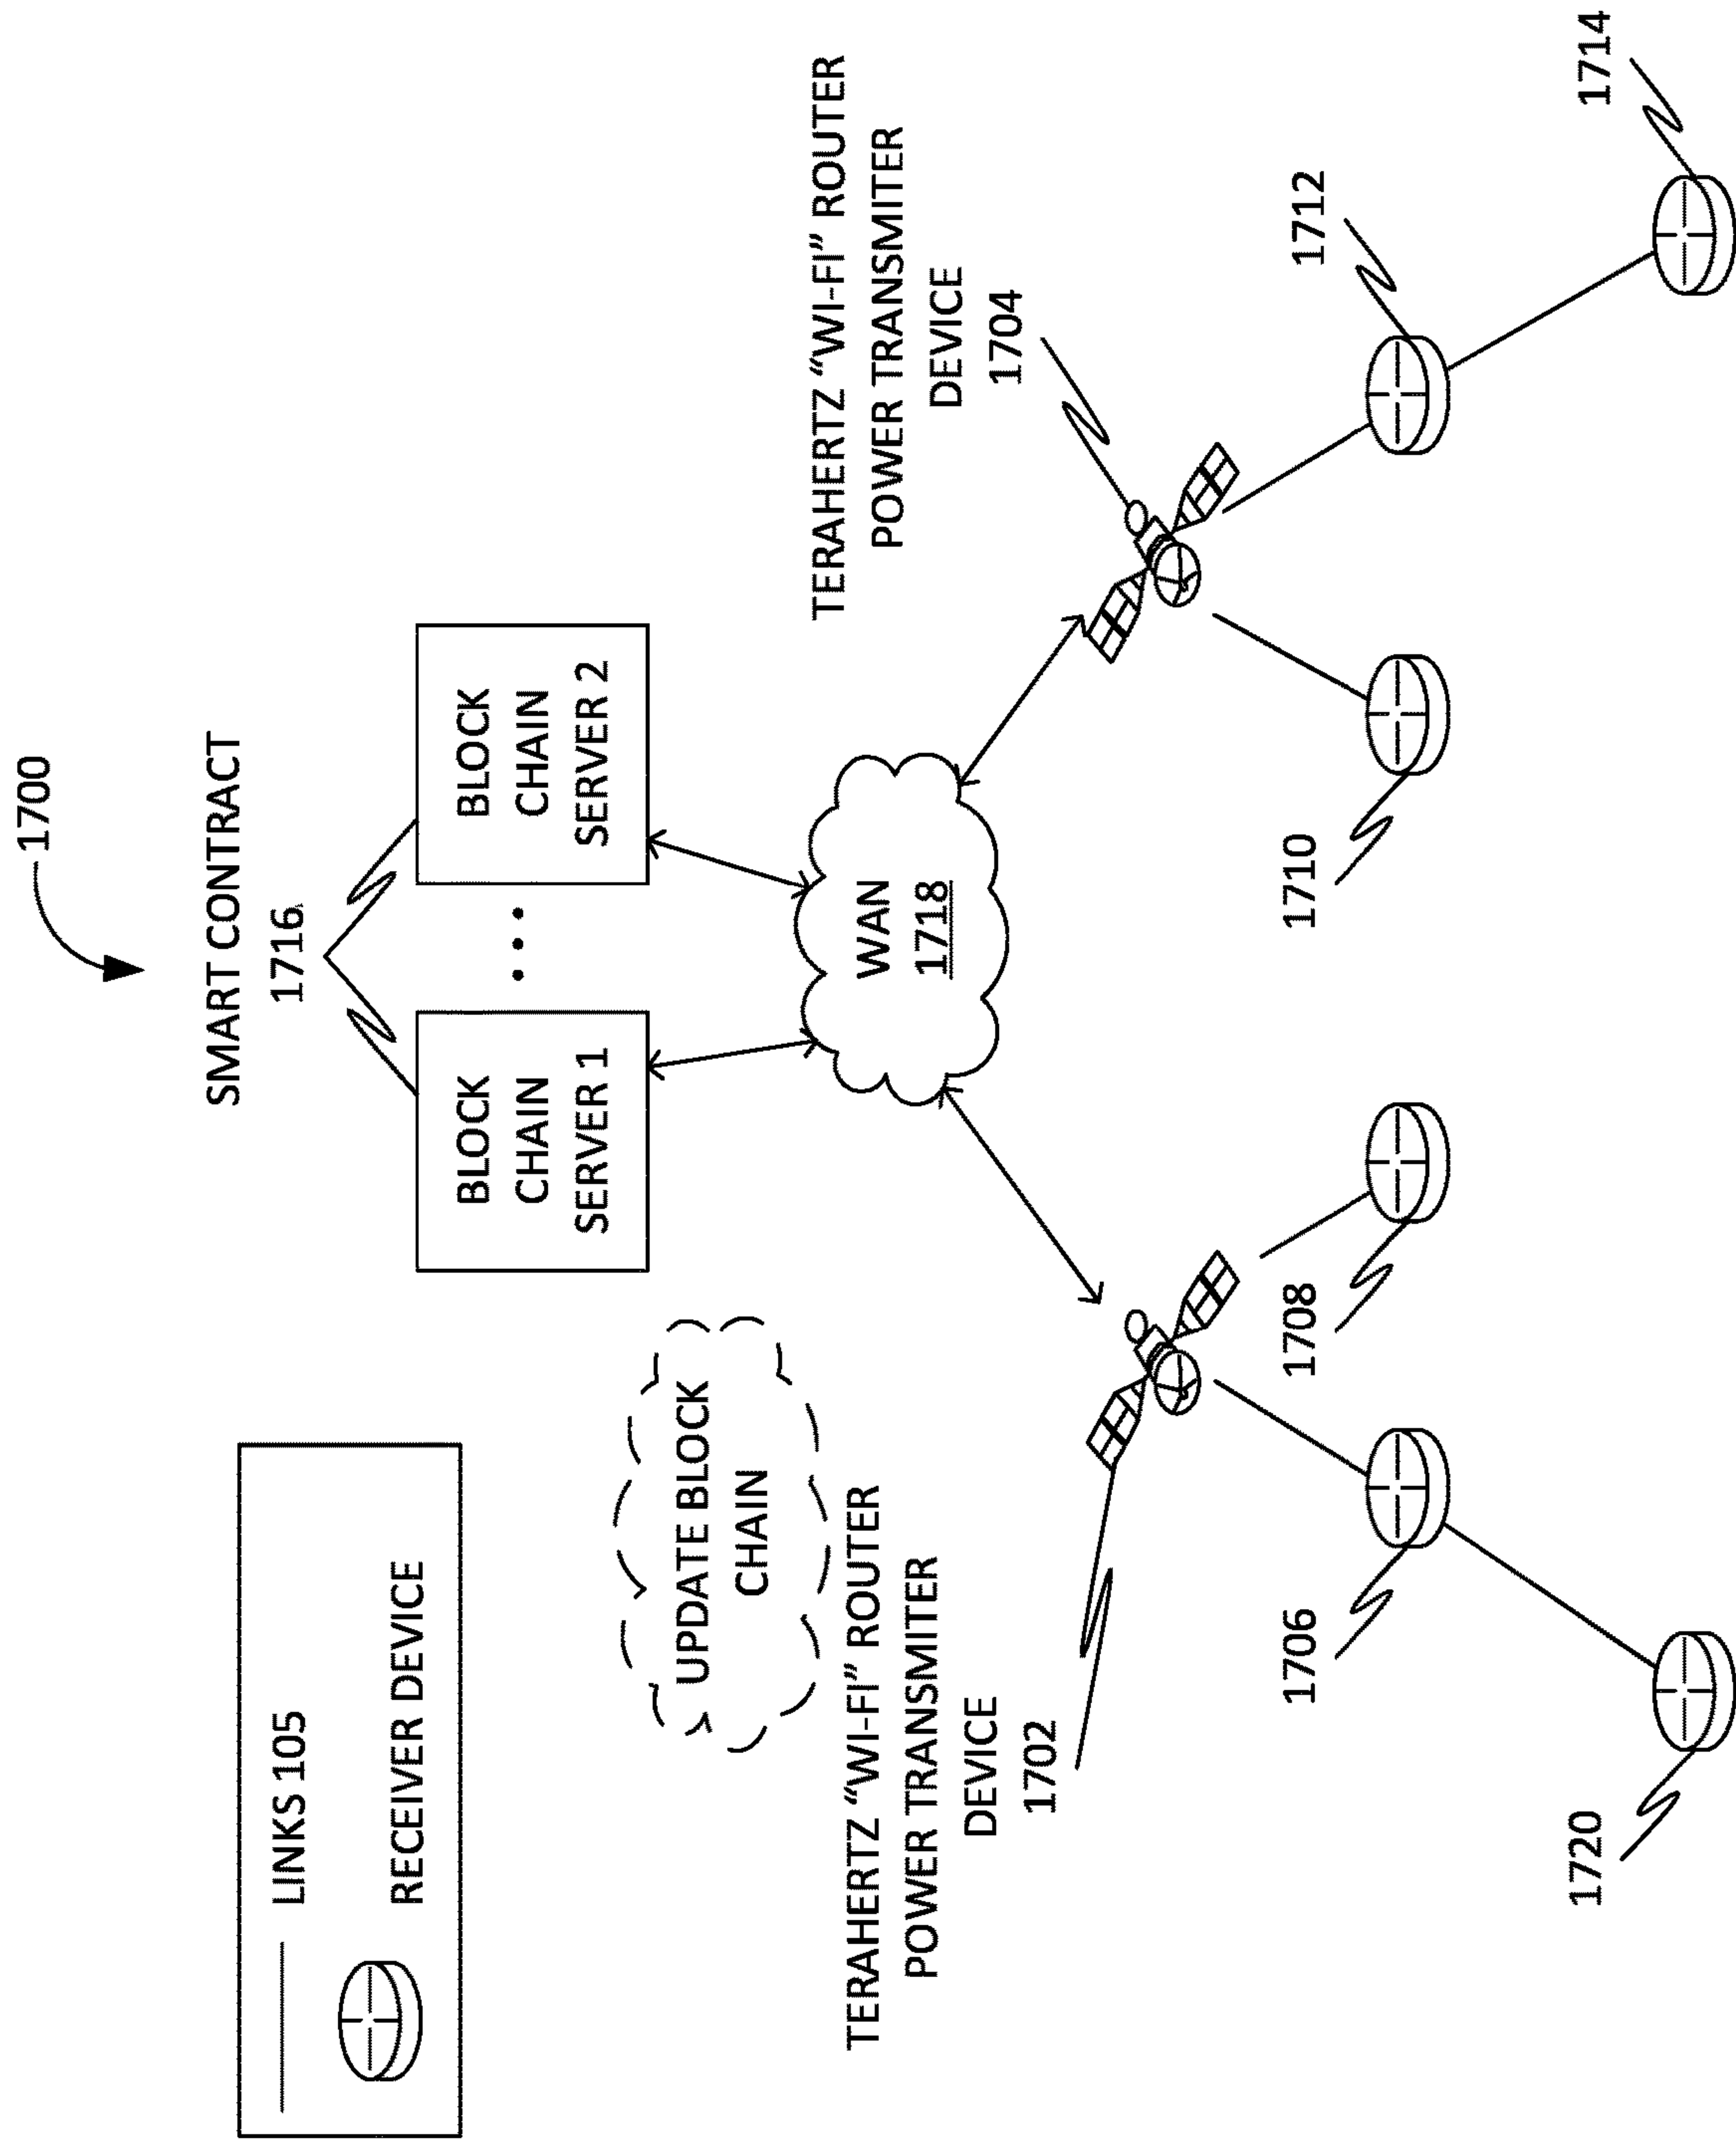 1700
LINKS 105
RECEIVER DEVICE
SMART CONTRACT
1716
BLOCK
CHAIN
SERVER 1
BLOCK
CHAIN
SERVER 2
UPDATE BLOCK
CHAIN
WAN
1718
TERAHERTZ “WI-FI” ROUTER
POWER TRANSMITER
DEVICE
1702
TERAHERTZ “WI-FI” ROUTER
POWER TRANSMITER
DEVICE
1704
1706
1708
1710
1712
1720
1714